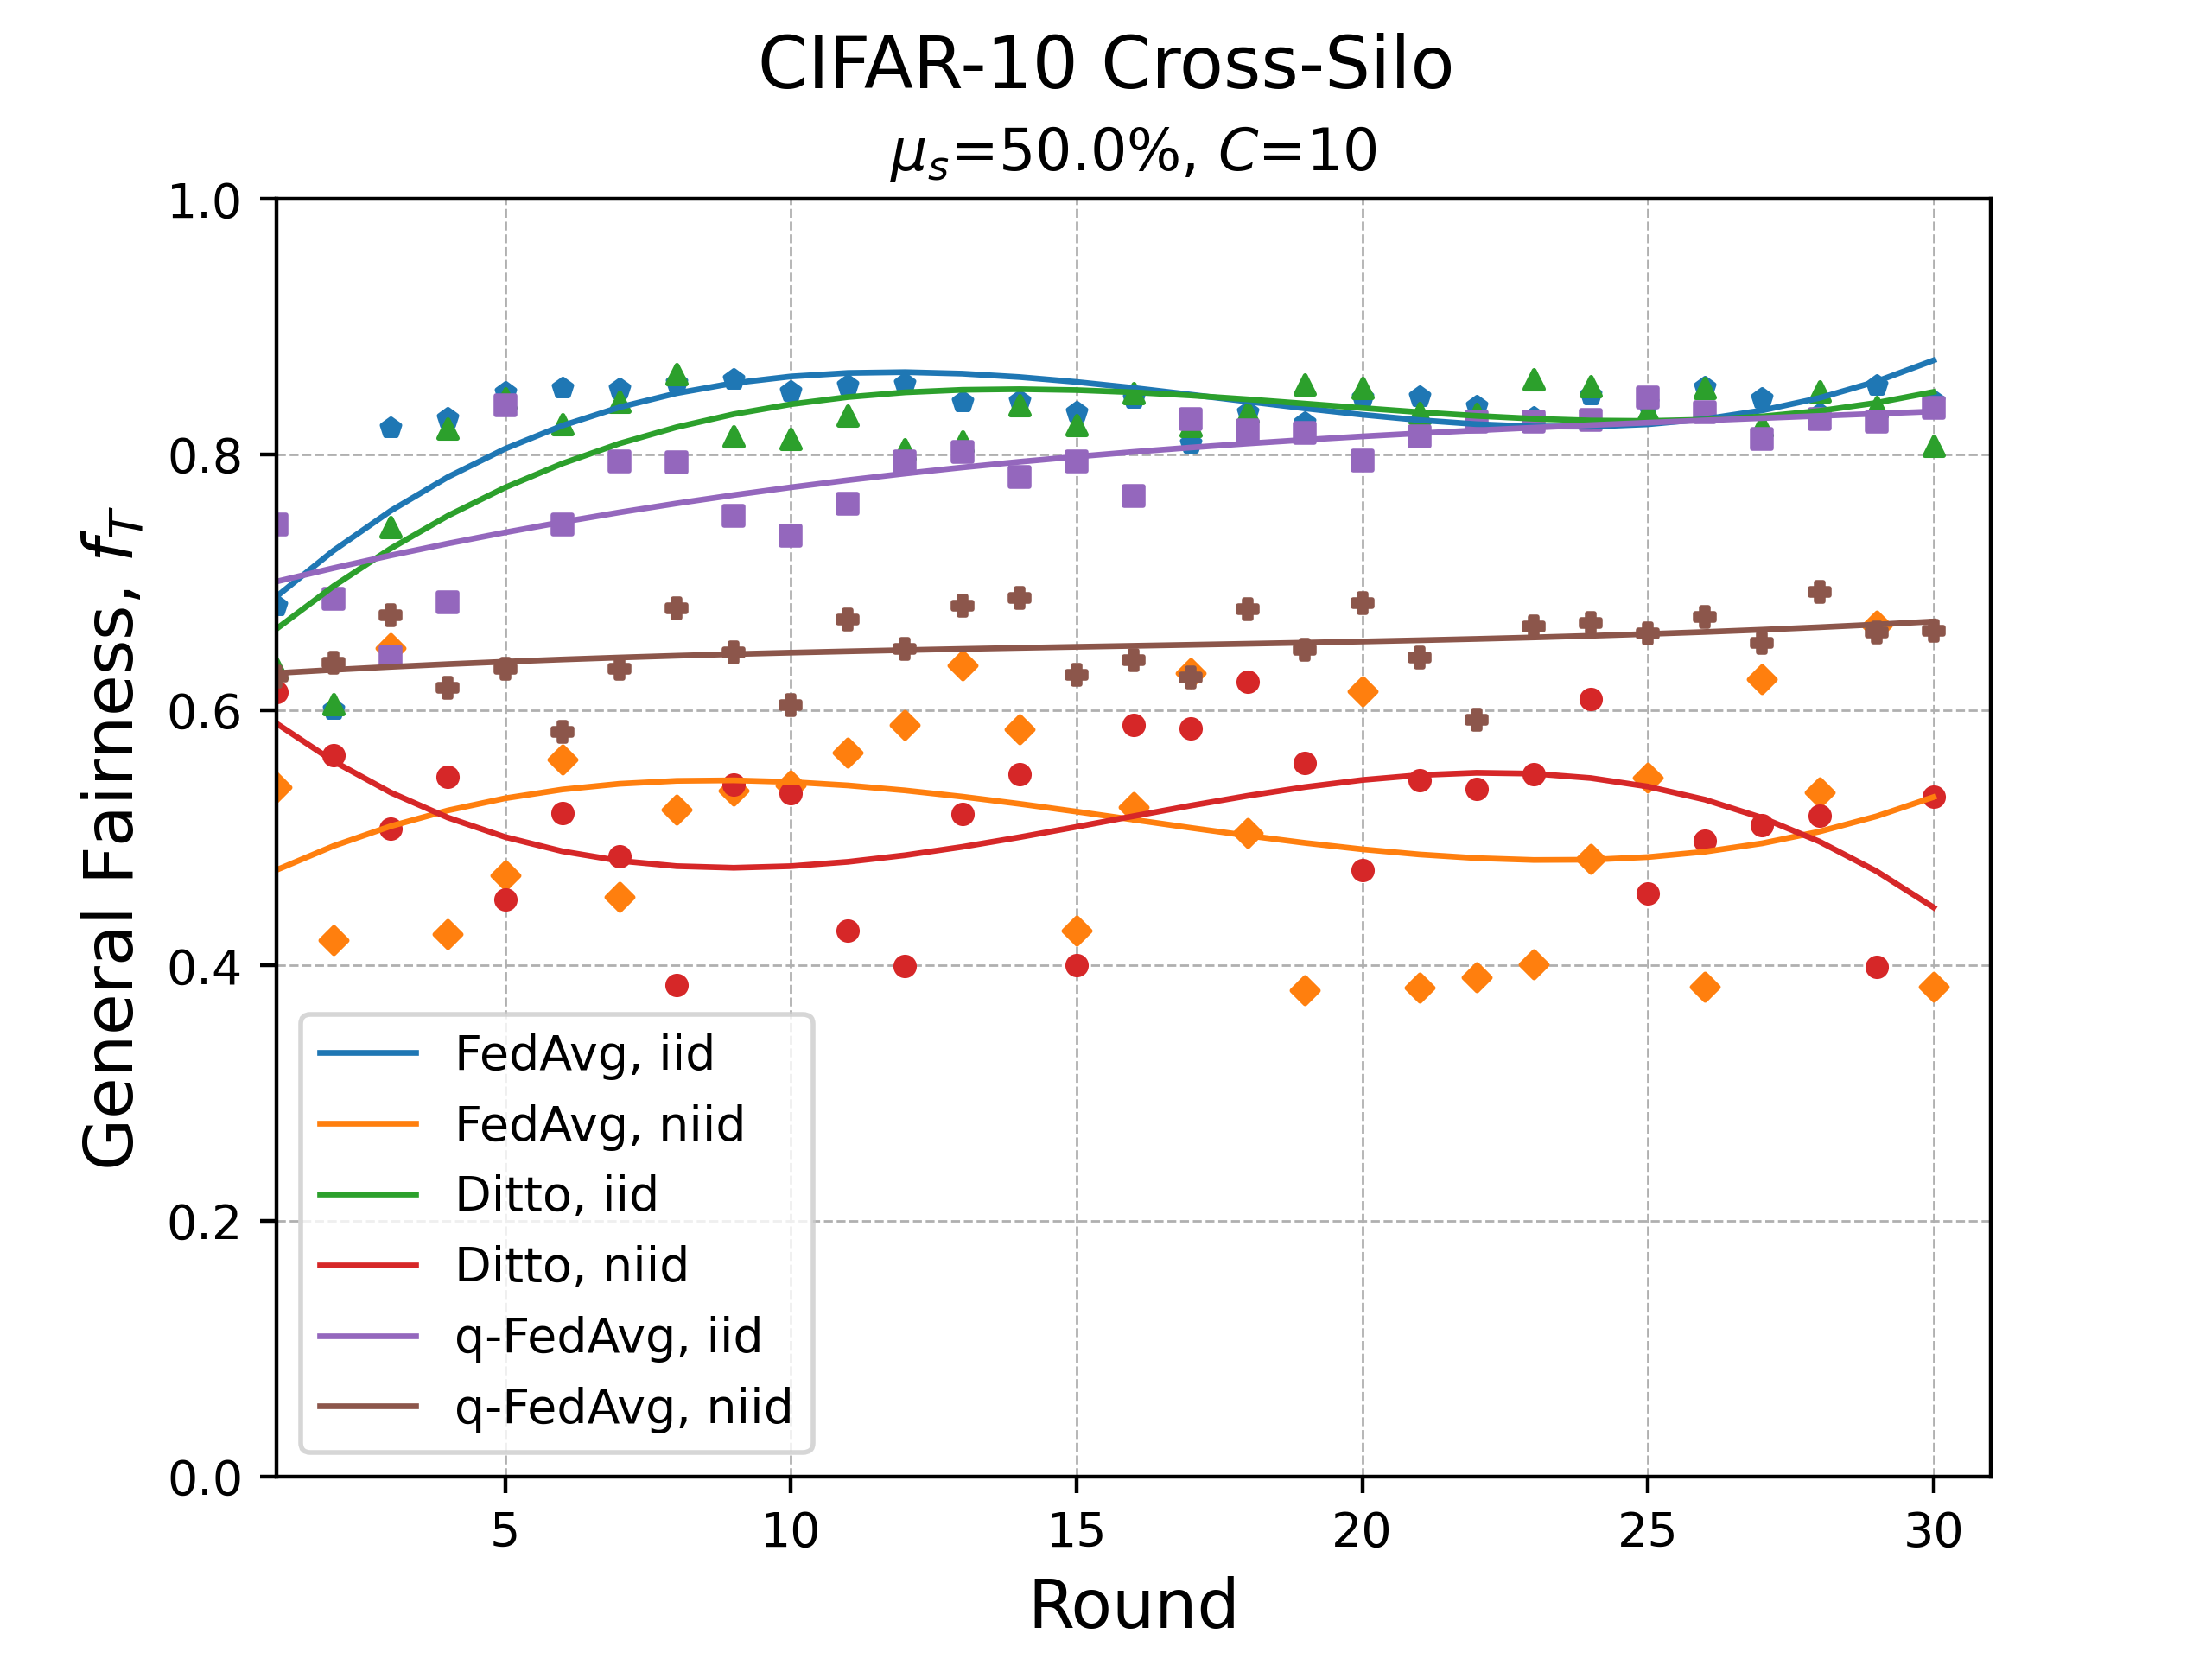 CIFAR-10 Cross-Silo
μₛ=50.0%, C=10
General Fairness, f_T
1.0
0.8
0.6
0.4
0.2
0.0
FedAvg, iid
FedAvg, niid
Ditto, iid
Ditto, niid
q-FedAvg, iid
q-FedAvg, niid
5 10 15 20 25 30
Round